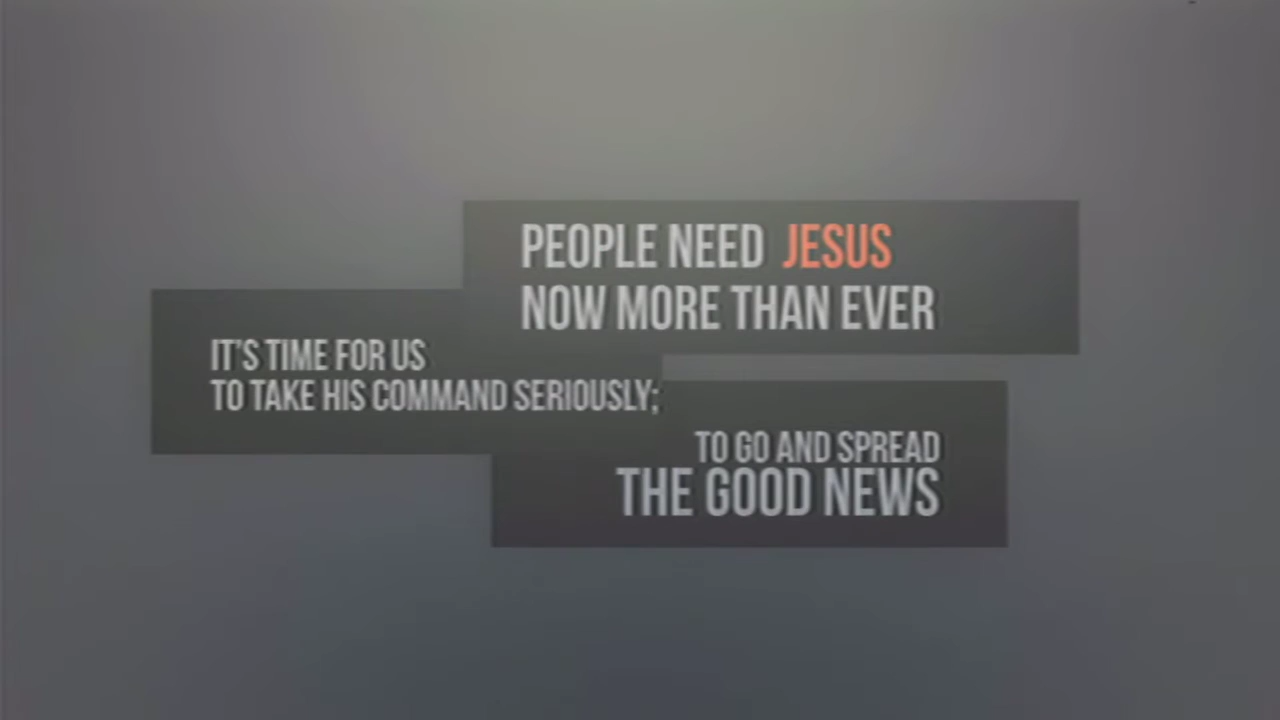 PEOPLE NEED JESUS
NOW MORE THAN EVER
IT'S TIME FOR US
TO TAKE HIS COMMAND SERIOUSLY;
TO GO AND SPREAD
THE GOOD NEWS